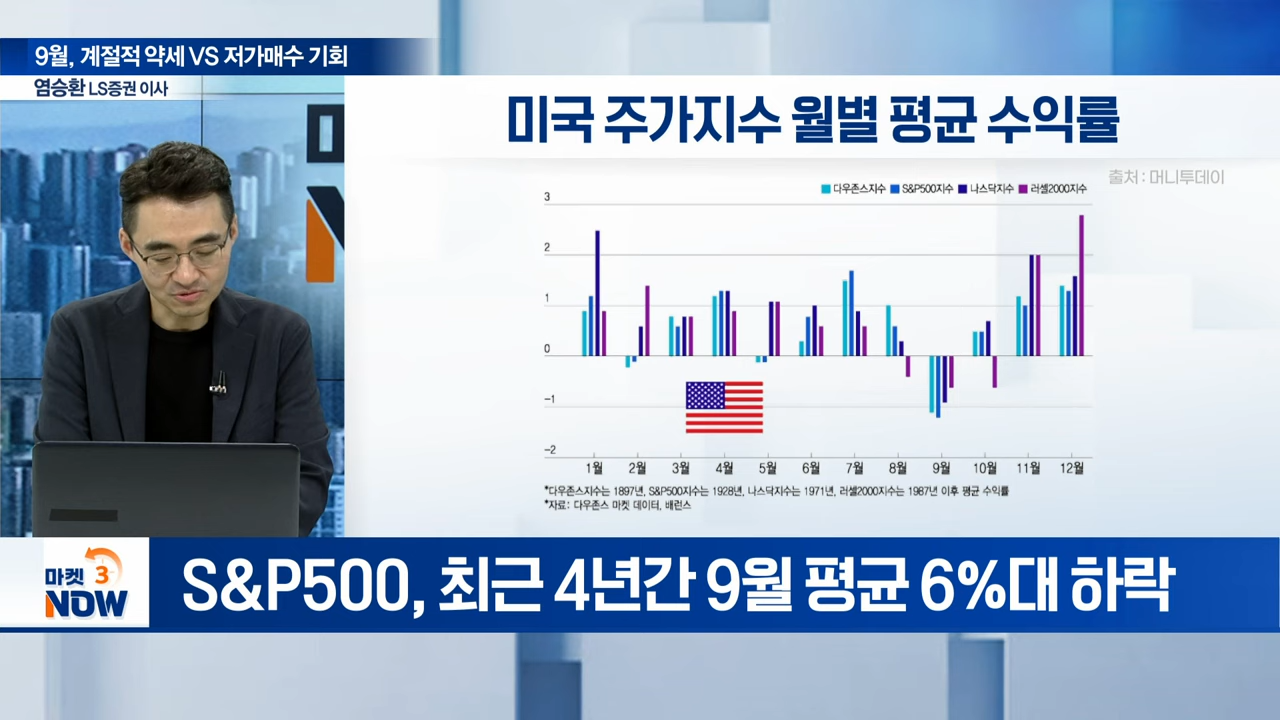 9월, 계절적 약세 VS 저가매수 기회
염승환 LS증권 이사
미국 주가지수 월별 평균 수익률
출처 : 머니투데이
다우존스지수 S&P500지수 나스닥지수 러셀2000지수
3
2
1
0
-1
-2
1월 2월 3월 4월 5월 6월 7월 8월 9월 10월 11월 12월
*다우존스지수는 1897년, S&P500지수는 1928년, 나스닥지수는 1971년, 러셀2000지수는 1987년 이후 평균 수익률
*자료: 다우존스 마켓 데이터, 배런스
마켓 3
NOW
S&P500, 최근 4년간 9월 평균 6%대 하락